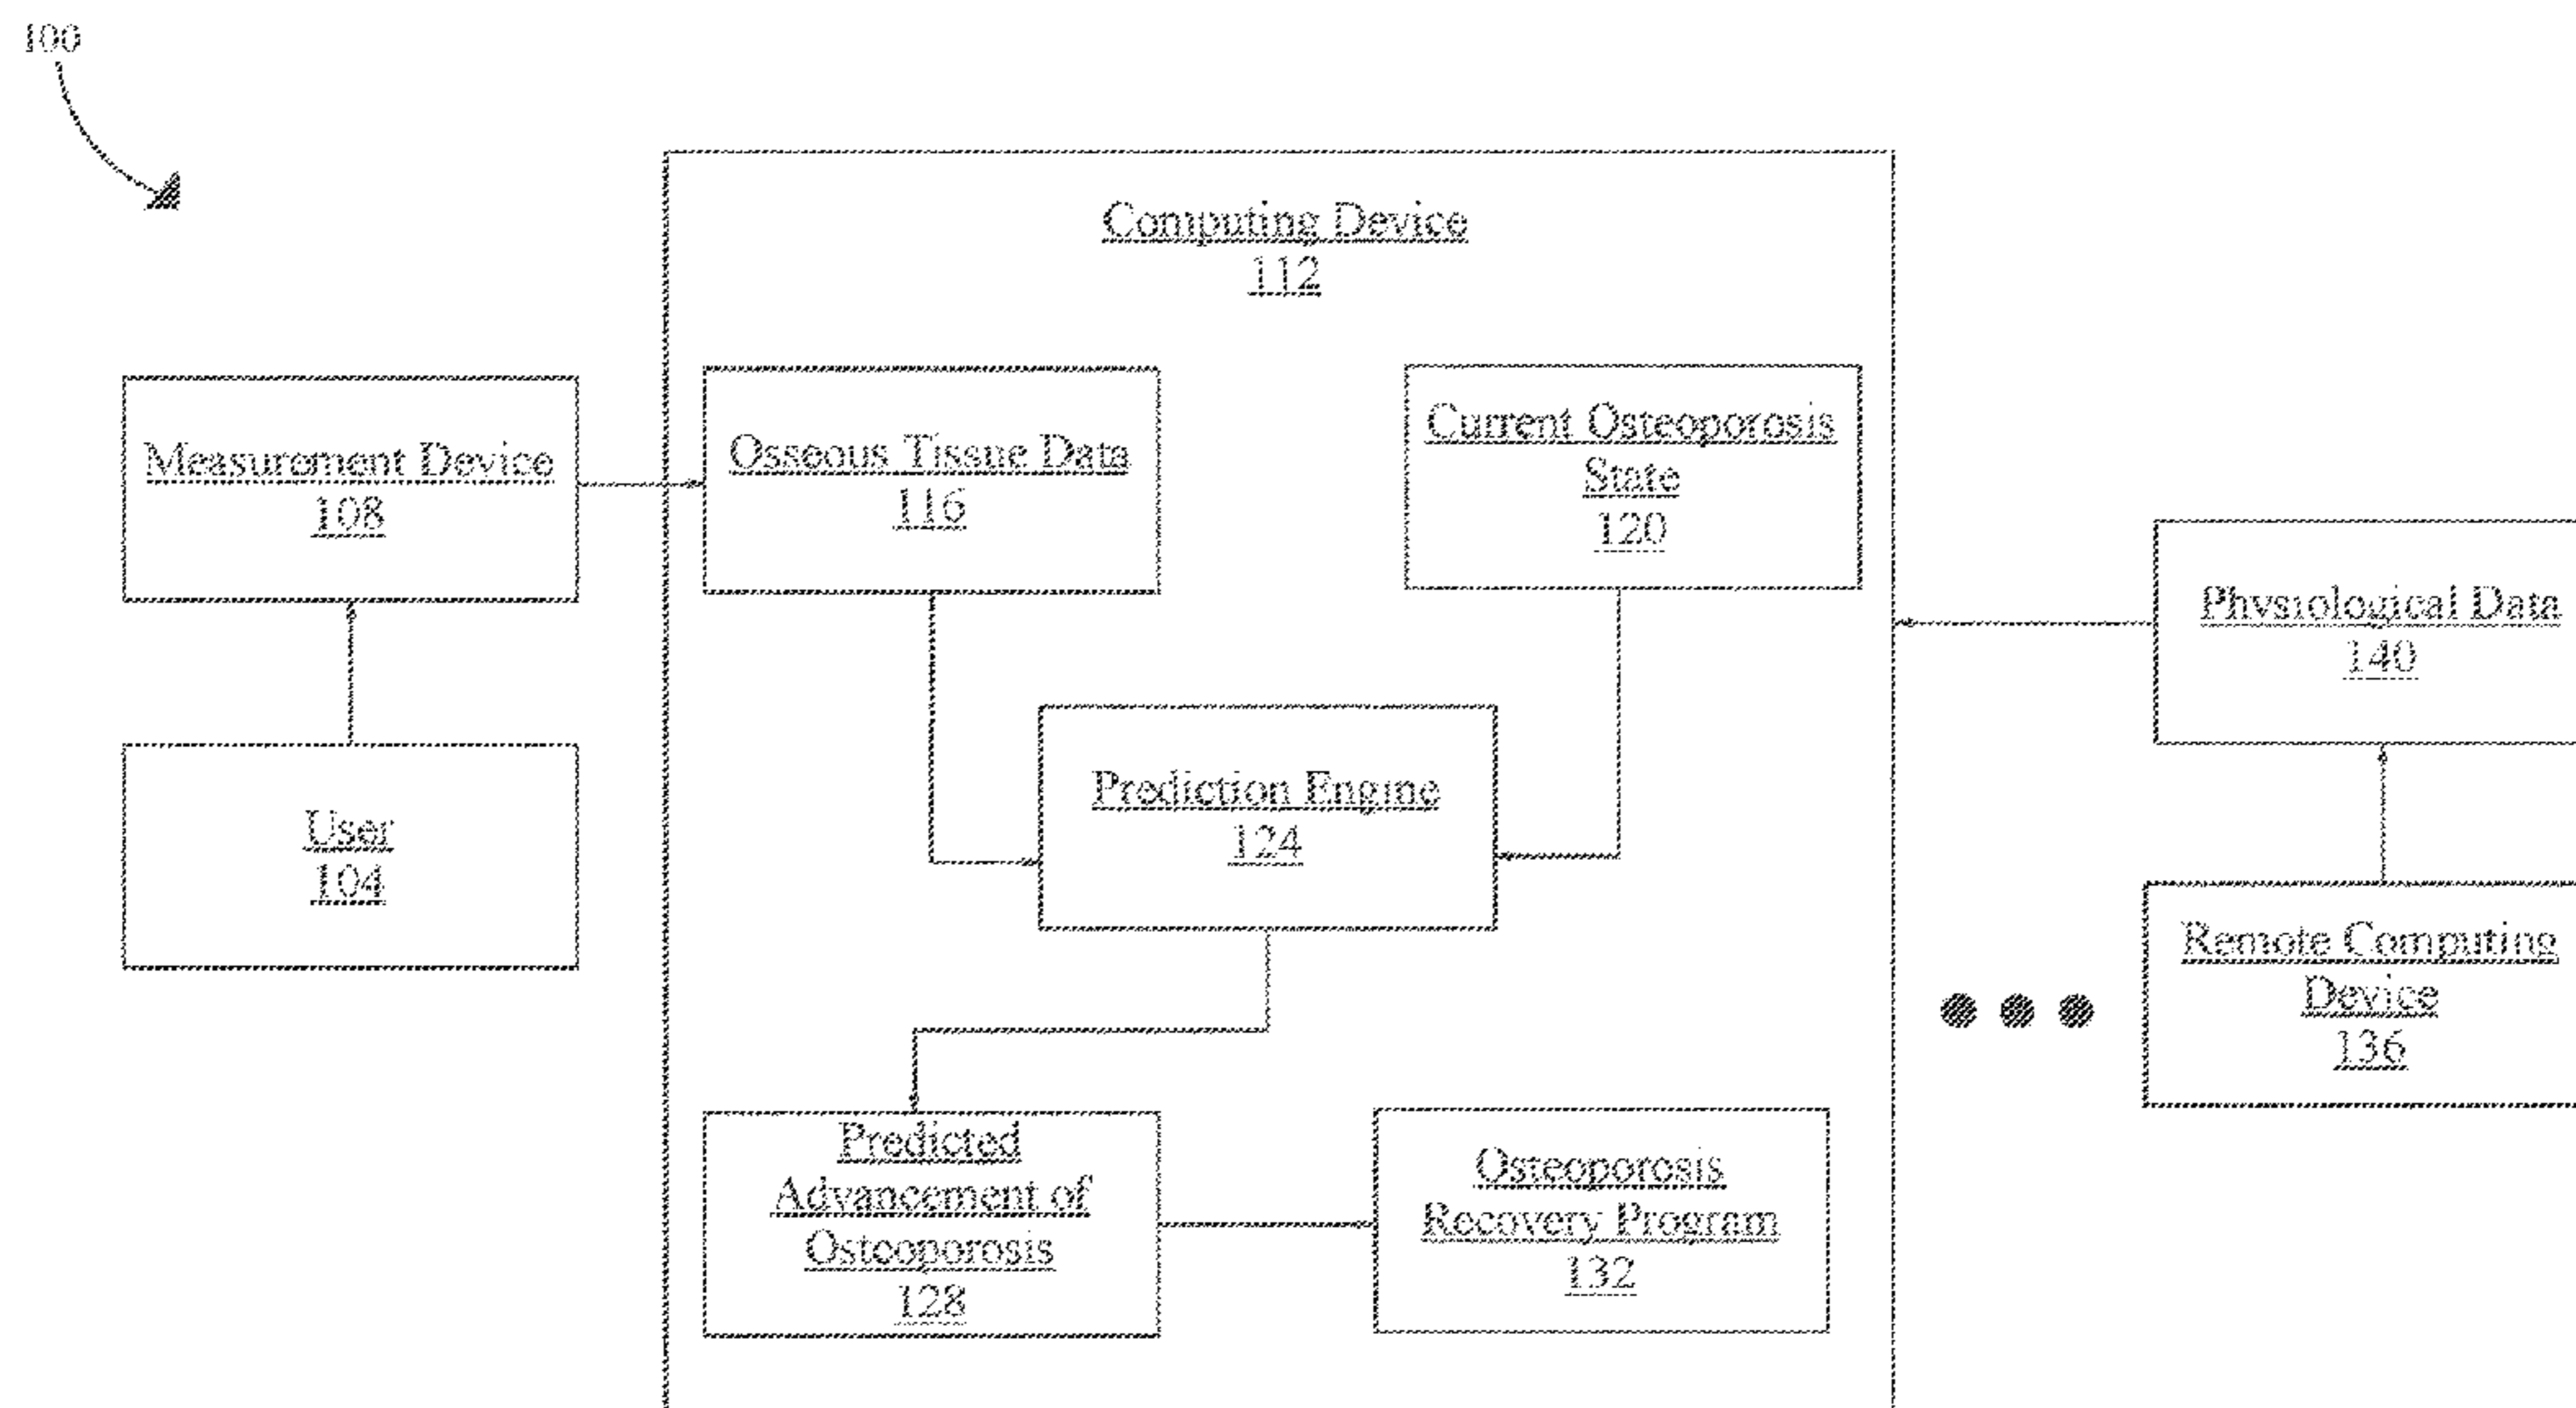 100
Computing Device
112
Measurement Device
108
Osseous Tissue Data
116
Current Osteoporosis
State
120
Physiological Data
140
User
104
Prediction Engine
124
Remote Computing
Device
136
Predicted
Advancement of
Osteoporosis
128
Osteoporosis
Recovery Program
132